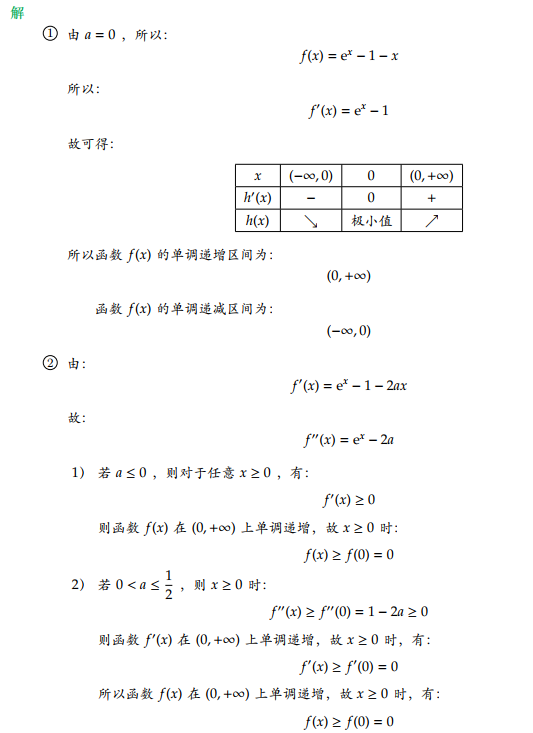 解
① 由 a = 0 ，所以：
f(x) = eˣ − 1 − x
所以：
f′(x) = eˣ − 1
故可得：
x (−∞, 0) 0 (0, +∞)
h′(x) − 0 +
h(x) ↘ 极小值 ↗
所以函数 f(x) 的单调递增区间为：
(0, +∞)
函数 f(x) 的单调递减区间为：
(−∞, 0)
② 由：
f′(x) = eˣ − 1 − 2ax
故：
f′′(x) = eˣ − 2a
1） 若 a ≤ 0 ，则对于任意 x ≥ 0 ，有：
f′(x) ≥ 0
则函数 f(x) 在 (0, +∞) 上单调递增，故 x ≥ 0 时：
f(x) ≥ f(0) = 0
2） 若 0 < a ≤ 1/2 ，则 x ≥ 0 时：
f′′(x) ≥ f′′(0) = 1 − 2a ≥ 0
则函数 f′(x) 在 (0, +∞) 上单调递增，故 x ≥ 0 时，有：
f′(x) ≥ f′(0) = 0
所以函数 f(x) 在 (0, +∞) 上单调递增，故 x ≥ 0 时，有：
f(x) ≥ f(0) = 0